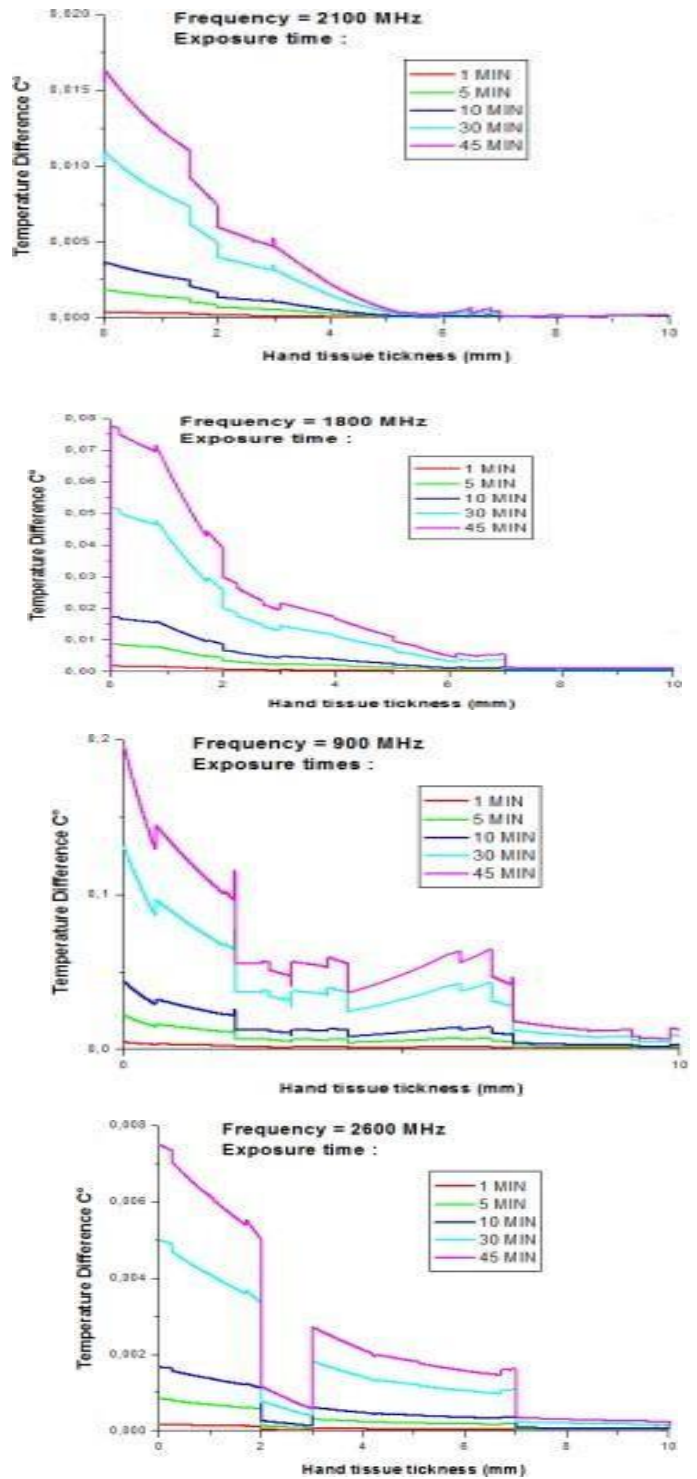 Frequency = 2100 MHz
Exposure time :
1 MIN
5 MIN
10 MIN
30 MIN
45 MIN
Temperature Difference C°
0,020
0,015
0,010
0,005
0,000
0 2 4 6 8 10
Hand tissue tickness (mm)
Frequency = 1800 MHz
Exposure time :
1 MIN
5 MIN
10 MIN
30 MIN
45 MIN
Temperature Difference C°
0,08
0,07
0,06
0,05
0,04
0,03
0,02
0,01
0,00
0 2 4 6 8 10
Hand tissue tickness (mm)
Frequency = 900 MHz
Exposure times :
1 MIN
5 MIN
10 MIN
30 MIN
45 MIN
Temperature Difference C°
0,2
0,1
0,0
0 10
Hand tissue tickness (mm)
Frequency = 2600 MHz
Exposure time :
1 MIN
5 MIN
10 MIN
30 MIN
45 MIN
Temperature Difference C°
0,008
0,006
0,004
0,002
0,000
0 2 4 6 8 10
Hand tissue tickness (mm)